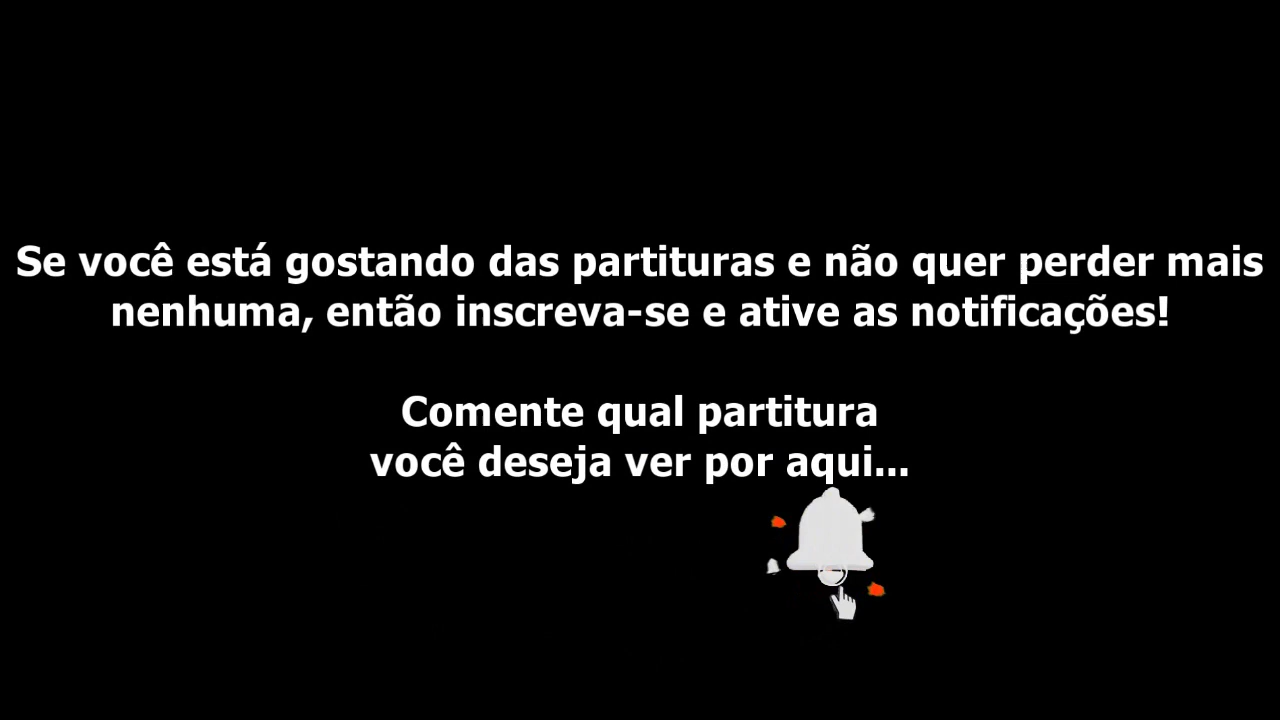 Se você está gostando das partituras e não quer perder mais
nenhuma, então inscreva-se e ative as notificações!
Comente qual partitura
você deseja ver por aqui...